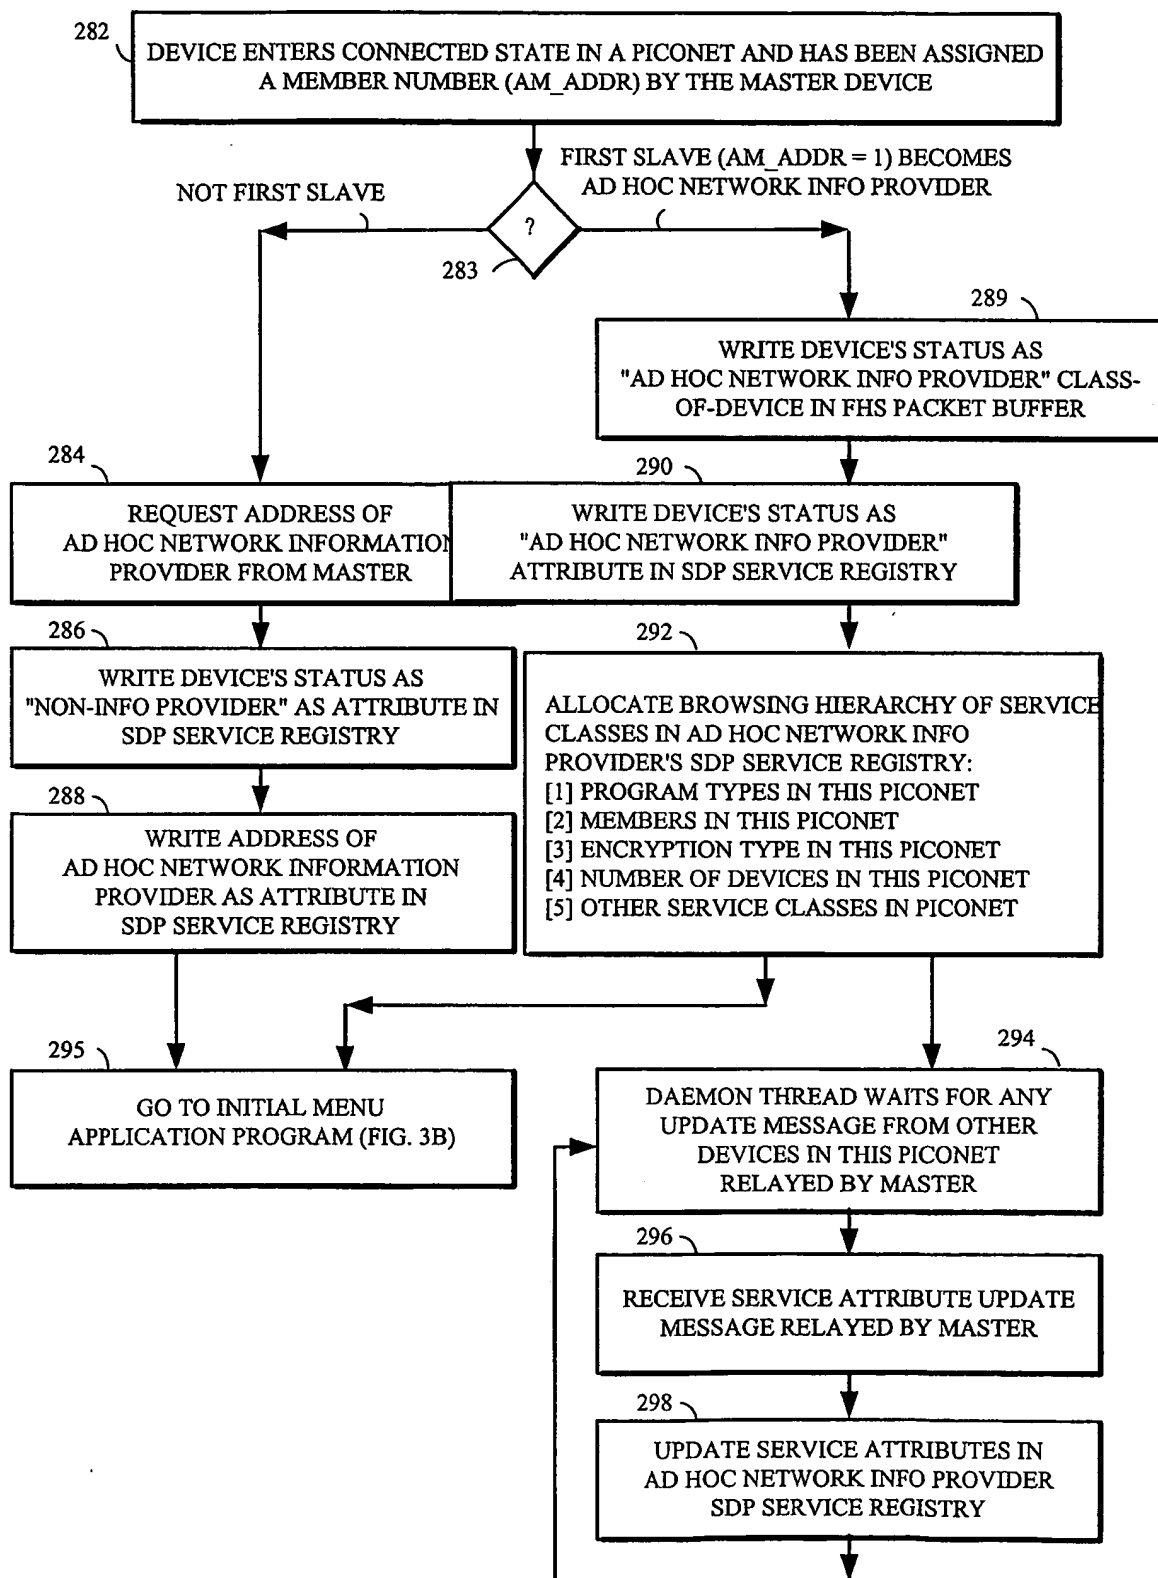 282
DEVICE ENTERS CONNECTED STATE IN A PICONET AND HAS BEEN ASSIGNED
A MEMBER NUMBER (AM_ADDR) BY THE MASTER DEVICE
FIRST SLAVE (AM_ADDR = 1) BECOMES
AD HOC NETWORK INFO PROVIDER
NOT FIRST SLAVE
?
283
289
WRITE DEVICE'S STATUS AS
"AD HOC NETWORK INFO PROVIDER" CLASS-
OF-DEVICE IN FHS PACKET BUFFER
284
REQUEST ADDRESS OF
AD HOC NETWORK INFORMATION
PROVIDER FROM MASTER
290
WRITE DEVICE'S STATUS AS
"AD HOC NETWORK INFO PROVIDER"
ATTRIBUTE IN SDP SERVICE REGISTRY
286
WRITE DEVICE'S STATUS AS
"NON-INFO PROVIDER" AS ATTRIBUTE IN
SDP SERVICE REGISTRY
292
ALLOCATE BROWSING HIERARCHY OF SERVICE
CLASSES IN AD HOC NETWORK INFO
PROVIDER'S SDP SERVICE REGISTRY:
[1] PROGRAM TYPES IN THIS PICONET
[2] MEMBERS IN THIS PICONET
[3] ENCRYPTION TYPE IN THIS PICONET
[4] NUMBER OF DEVICES IN THIS PICONET
[5] OTHER SERVICE CLASSES IN PICONET
288
WRITE ADDRESS OF
AD HOC NETWORK INFORMATION
PROVIDER AS ATTRIBUTE IN
SDP SERVICE REGISTRY
295
GO TO INITIAL MENU
APPLICATION PROGRAM (FIG. 3B)
294
DAEMON THREAD WAITS FOR ANY
UPDATE MESSAGE FROM OTHER
DEVICES IN THIS PICONET
RELAYED BY MASTER
296
RECEIVE SERVICE ATTRIBUTE UPDATE
MESSAGE RELAYED BY MASTER
298
UPDATE SERVICE ATTRIBUTES IN
AD HOC NETWORK INFO PROVIDER
SDP SERVICE REGISTRY